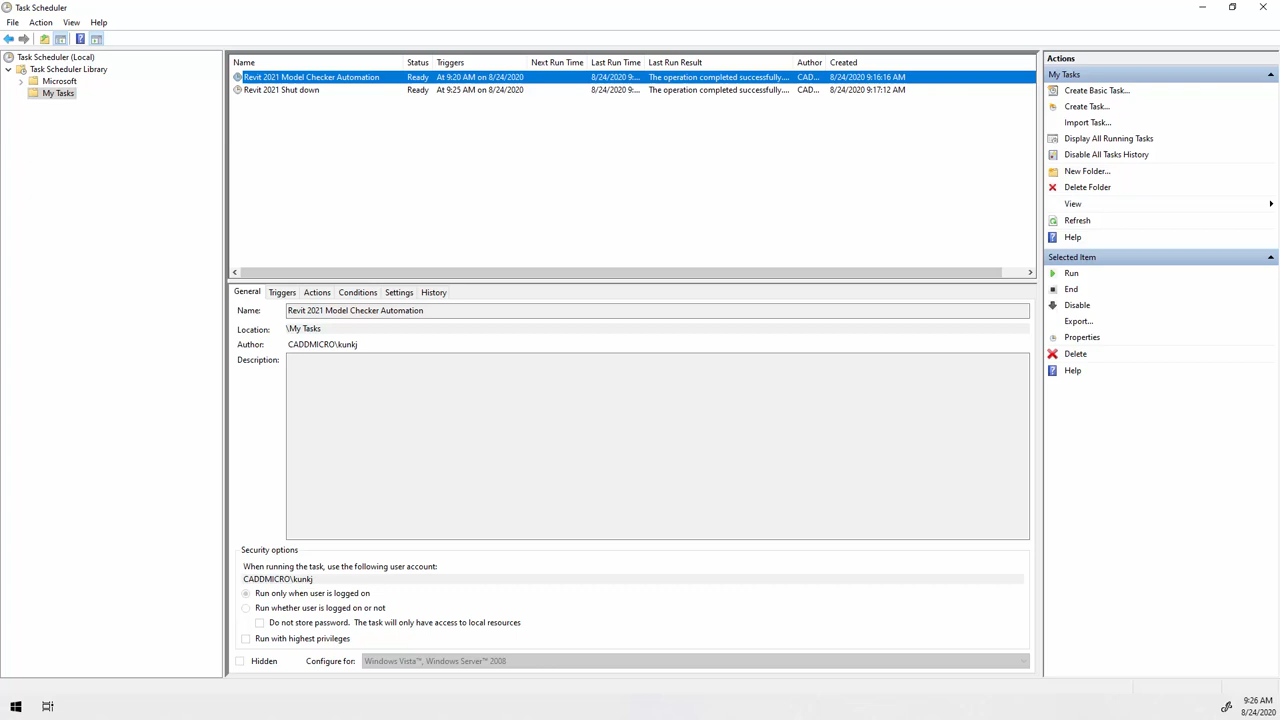 Task Scheduler
File Action View Help
Task Scheduler (Local)
Task Scheduler Library
Microsoft
My Tasks
Name Status Triggers Next Run Time Last Run Time Last Run Result Author Created
Revit 2021 Model Checker Automation Ready At 9:20 AM on 8/24/2020 8/24/2020 9:... The operation completed successfully.... CAD... 8/24/2020 9:16:16 AM
Revit 2021 Shut down Ready At 9:25 AM on 8/24/2020 8/24/2020 9:... The operation completed successfully.... CAD... 8/24/2020 9:17:12 AM
General Triggers Actions Conditions Settings History
Name: Revit 2021 Model Checker Automation
Location: \My Tasks
Author: CADDMICRO\kunkj
Description:
Security options
When running the task, use the following user account:
CADDMICRO\kunkj
Run only when user is logged on
Run whether user is logged on or not
Do not store password. The task will only have access to local resources
Run with highest privileges
Hidden Configure for: Windows Vista™, Windows Server™ 2008
Actions
My Tasks
Create Basic Task...
Create Task...
Import Task...
Display All Running Tasks
Disable All Tasks History
New Folder...
Delete Folder
View
Refresh
Help
Selected Item
Run
End
Disable
Export...
Properties
Delete
Help
9:26 AM
8/24/2020